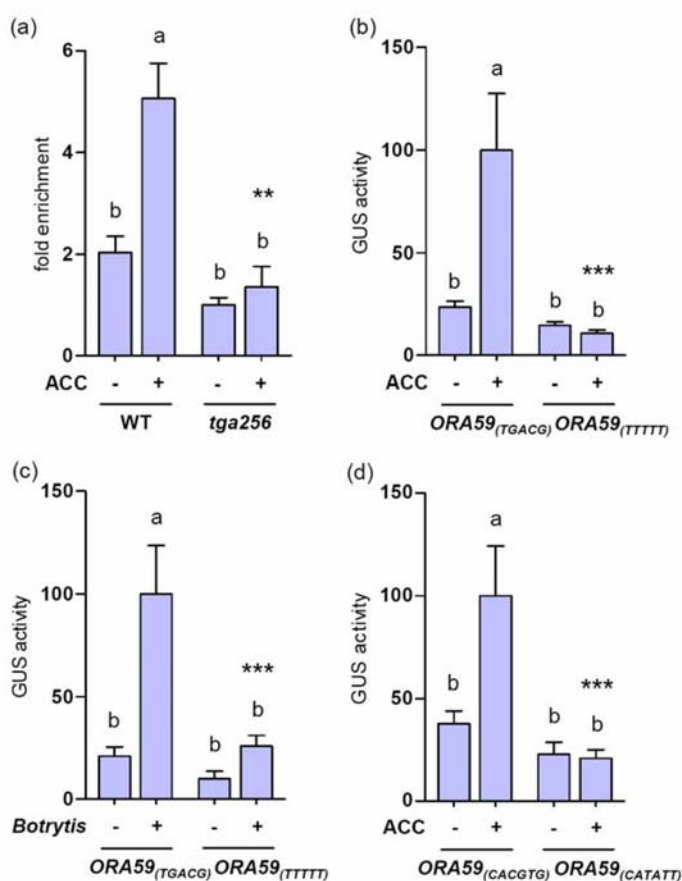 (a)
6
4
2
0
fold enrichment
b
a
b
**
b
ACC - + - +
WT tga256
(b)
150
100
50
0
GUS activity
b
a
b
***
b
ACC - + - +
ORA59(TGACG) ORA59(TTTTT)
(c)
150
100
50
0
GUS activity
b
a
b
***
b
Botrytis - + - +
ORA59(TGACG) ORA59(TTTTT)
(d)
150
100
50
0
GUS activity
b
a
b
***
b
ACC - + - +
ORA59(CACGTG) ORA59(CATATT)